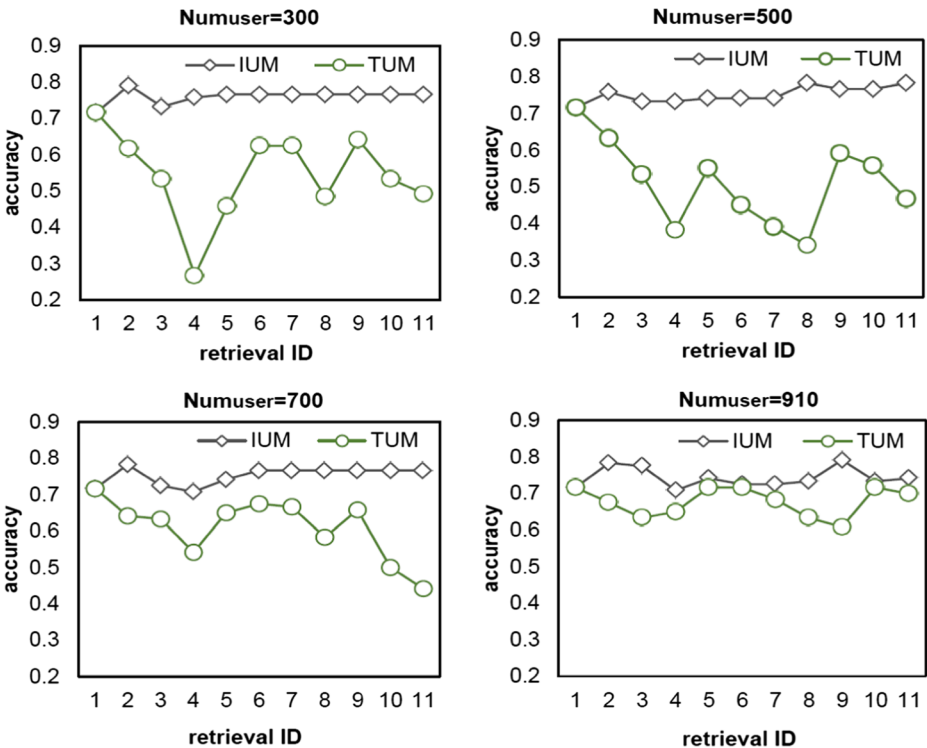 Numuser=300
IUM TUM
0.9
0.8
0.7
0.6
0.5
0.4
0.3
0.2
accuracy
1 2 3 4 5 6 7 8 9 10 11
retrieval ID
Numuser=500
IUM TUM
0.9
0.8
0.7
0.6
0.5
0.4
0.3
0.2
accuracy
1 2 3 4 5 6 7 8 9 10 11
retrieval ID
Numuser=700
IUM TUM
0.9
0.8
0.7
0.6
0.5
0.4
0.3
0.2
accuracy
1 2 3 4 5 6 7 8 9 10 11
retrieval ID
Numuser=910
IUM TUM
0.9
0.8
0.7
0.6
0.5
0.4
0.3
0.2
accuracy
1 2 3 4 5 6 7 8 9 10 11
retrieval ID